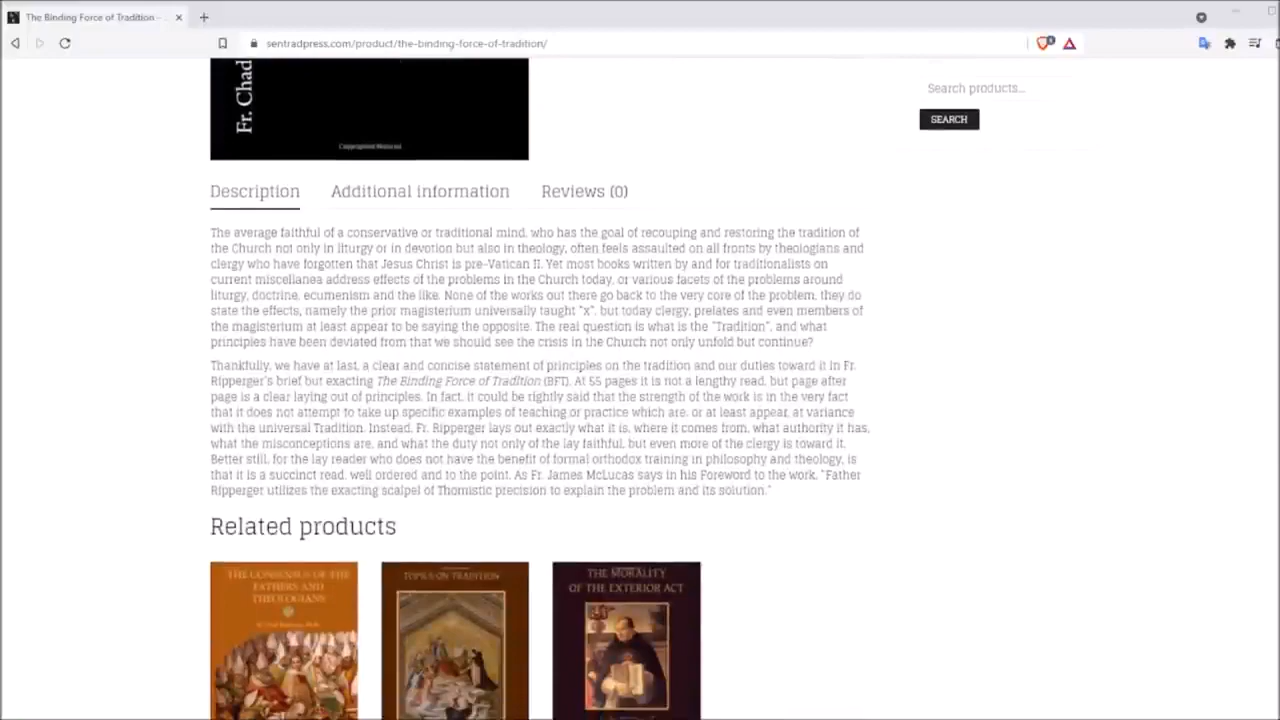 The Binding Force of Tradition -
sentradpress.com/product/the-binding-force-of-tradition/
Fr. Chad
Copyrighted Material
Search products...
SEARCH
Description Additional information Reviews (0)
The average faithful of a conservative or traditional mind, who has the goal of recouping and restoring the tradition of
the Church not only in liturgy or in devotion but also in theology, often feels assaulted on all fronts by theologians and
clergy who have forgotten that Jesus Christ is pre-Vatican II. Yet most books written by and for traditionalists on
current miscellanea address effects of the problems in the Church today, or various facets of the problems around
liturgy, doctrine, ecumenism and the like. None of the works out there go back to the very core of the problem, they do
state the effects, namely the prior magisterium universally taught "x", but today clergy, prelates and even members of
the magisterium at least appear to be saying the opposite. The real question is what is the "Tradition", and what
principles have been deviated from that we should see the crisis in the Church not only unfold but continue?
Thankfully, we have at last, a clear and concise statement of principles on the tradition and our duties toward it in Fr.
Ripperger's brief but exacting The Binding Force of Tradition (BFT). At 55 pages it is not a lengthy read, but page after
page is a clear laying out of principles. In fact, it could be rightly said that the strength of the work is in the very fact
that it does not attempt to take up specific examples of teaching or practice which are, or at least appear, at variance
with the universal Tradition. Instead, Fr. Ripperger lays out exactly what it is, where it comes from, what authority it has,
what the misconceptions are, and what the duty not only of the lay faithful, but even more of the clergy is toward it.
Better still, for the lay reader who does not have the benefit of formal orthodox training in philosophy and theology, is
that it is a succinct read, well ordered and to the point. As Fr. James McLucas says in his Foreword to the work, "Father
Ripperger utilizes the exacting scalpel of Thomistic precision to explain the problem and its solution."
Related products
THE CONSENSUS OF THE
FATHERS AND
THEOLOGIANS
TOPICS ON TRADITION
THE MORALITY
OF THE EXTERIOR ACT